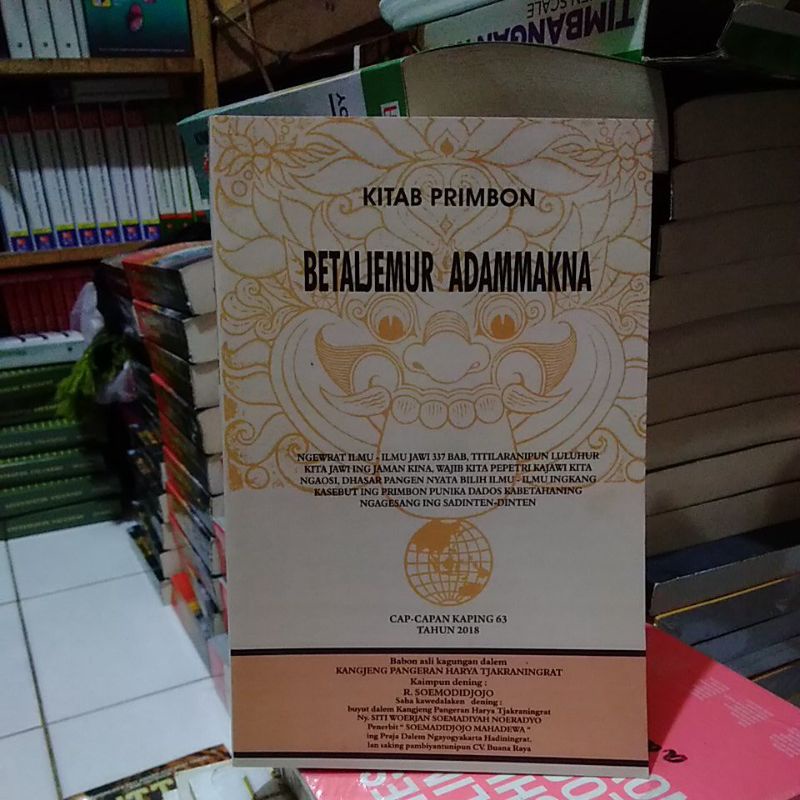 TIMBANGAN
EN SCALE
KITAB PRIMBON
BETALJEMUR ADAMMAKNA
NGEWRAT ILMU - ILMU JAWI 337 BAB, TITILARANIPUN LULUHUR
KITA JAWI ING JAMAN KINA, WAJIB KITA PEPETRI KAJAWI KITA
NGAOSI, DHASAR PANGEN NYATA BILIH ILMU - ILMU INGKANG
KASEBUT ING PRIMBON PUNIKA DADOS KABETAHANING
NGAGESANG ING SADINTEN-DINTEN
CAP-CAPAN KAPING 63
TAHUN 2018
Babon asli kagungan dalem
KANGJENG PANGERAN HARYA TJAKRANINGRAT
Kaimpun dening :
R. SOEMODIDJOJO
Saha kawedalaken dening :
buyut dalem Kangjeng Pangeran Harya Tjakraningrat
Ny. SITI WOERJAN SOEMADIYAH NOERADYO
Penerbit " SOEMADIDJOJO MAHADEWA "
ing Praja Dalem Ngayogyakarta Hadiningrat.
lan saking pambiyantunipun CV. Buana Raya